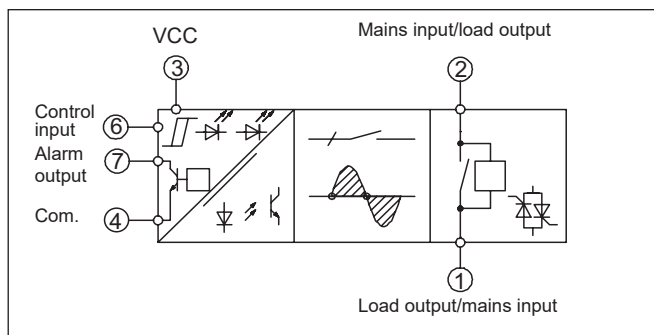 VCC
Mains input/load output
3
2
Control
input
6
Alarm
output
7
Com.
4
1
Load output/mains input